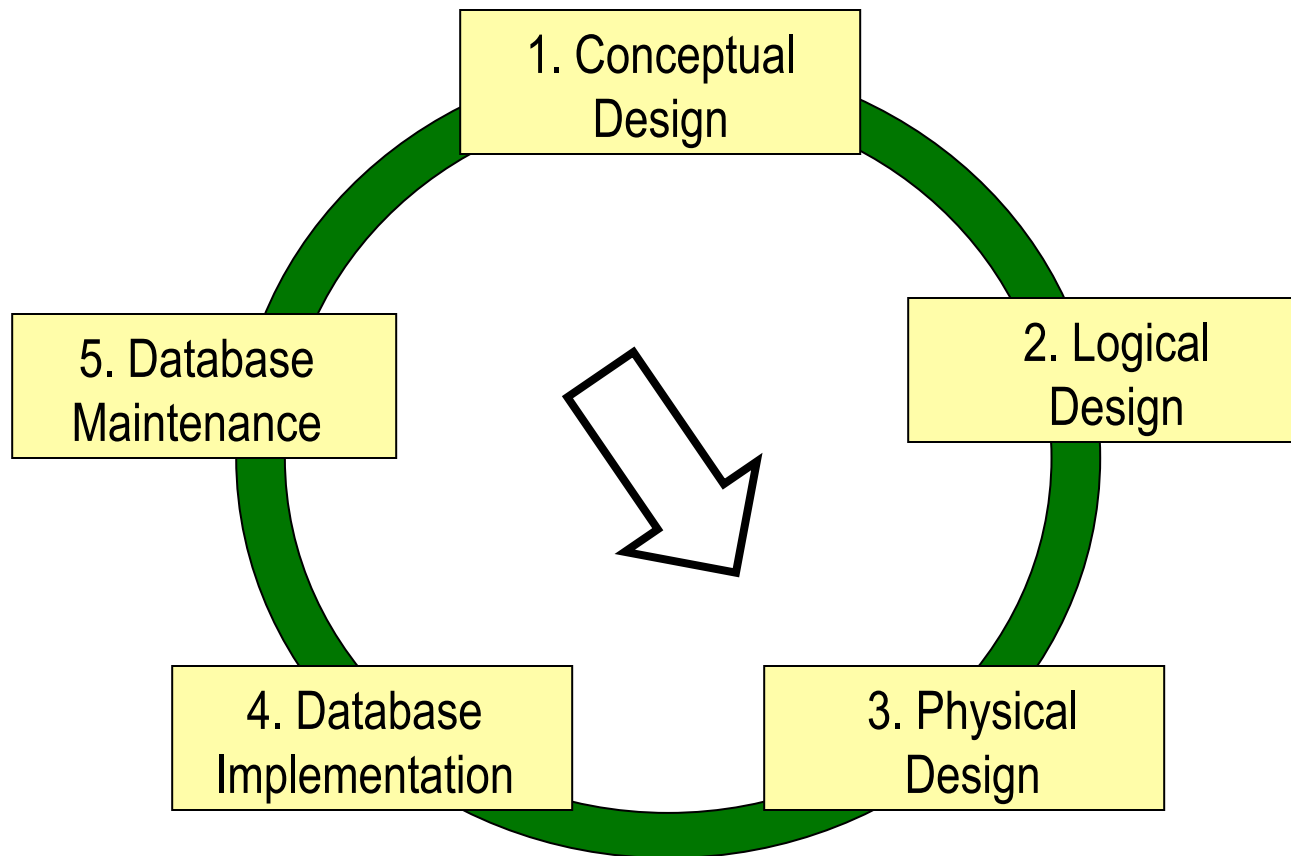 1. Conceptual
Design
2. Logical
Design
3. Physical
Design
4. Database
Implementation
5. Database
Maintenance